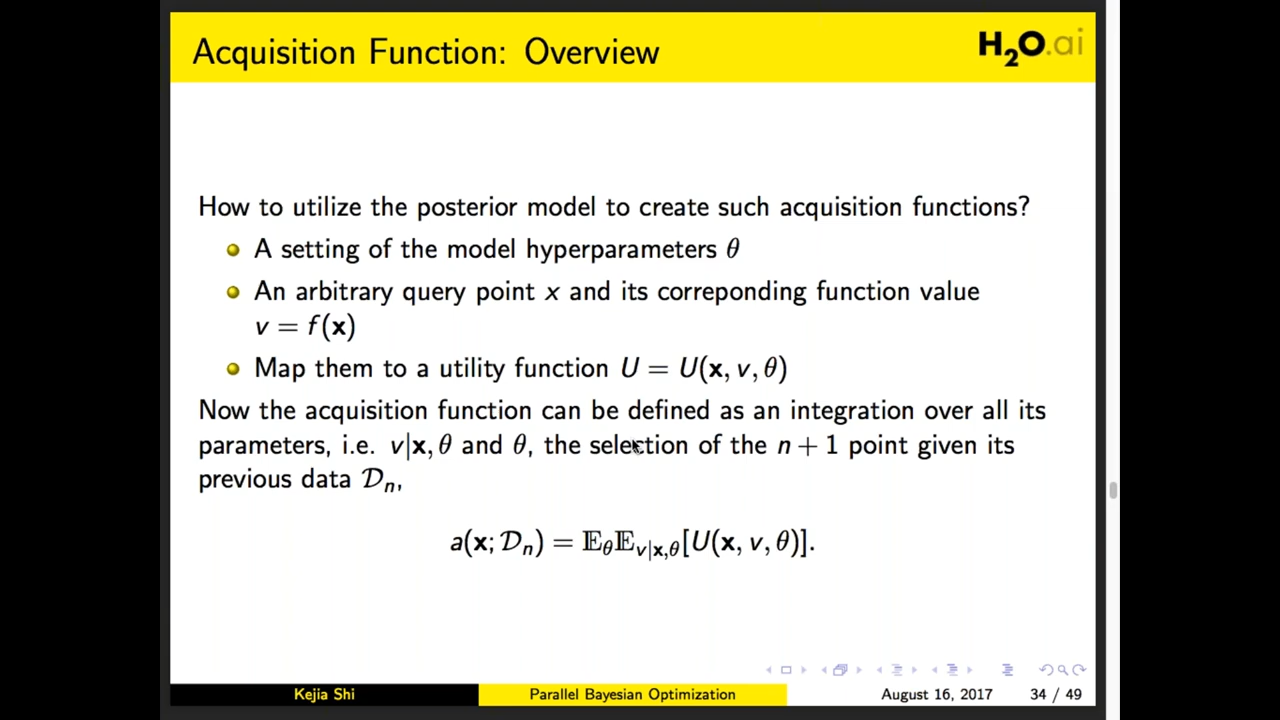 Acquisition Function: Overview
H2O.ai
How to utilize the posterior model to create such acquisition functions?
A setting of the model hyperparameters θ
An arbitrary query point x and its correponding function value
v = f(x)
Map them to a utility function U = U(x, v, θ)
Now the acquisition function can be defined as an integration over all its
parameters, i.e. v|x, θ and θ, the selection of the n + 1 point given its
previous data 𝒟ₙ,
a(x; 𝒟ₙ) = 𝔼_θ𝔼_{v|x,θ}[U(x, v, θ)].
Kejia Shi
Parallel Bayesian Optimization
August 16, 2017
34 / 49